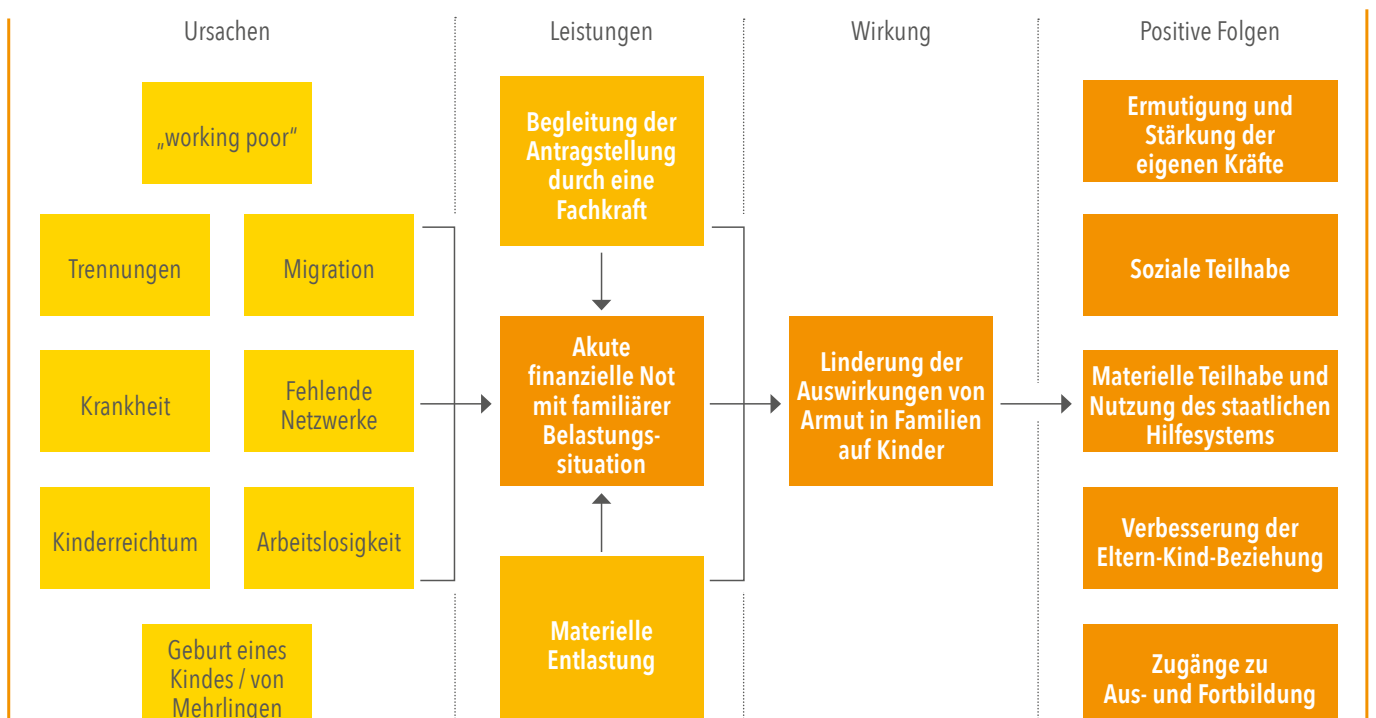 Ursachen
Leistungen
Wirkung
Positive Folgen
„working poor“
Trennungen
Migration
Krankheit
Fehlende
Netzwerke
Kinderreichtum
Arbeitslosigkeit
Geburt eines
Kindes / von
Mehrlingen
Begleitung der
Antragstellung
durch eine
Fachkraft
Akute
finanzielle Not
mit familiärer
Belastungs-
situation
Materielle
Entlastung
Linderung der
Auswirkungen von
Armut in Familien
auf Kinder
Ermutigung und
Stärkung der
eigenen Kräfte
Soziale Teilhabe
Materielle Teilhabe und
Nutzung des staatlichen
Hilfesystems
Verbesserung der
Eltern-Kind-Beziehung
Zugänge zu
Aus- und Fortbildung